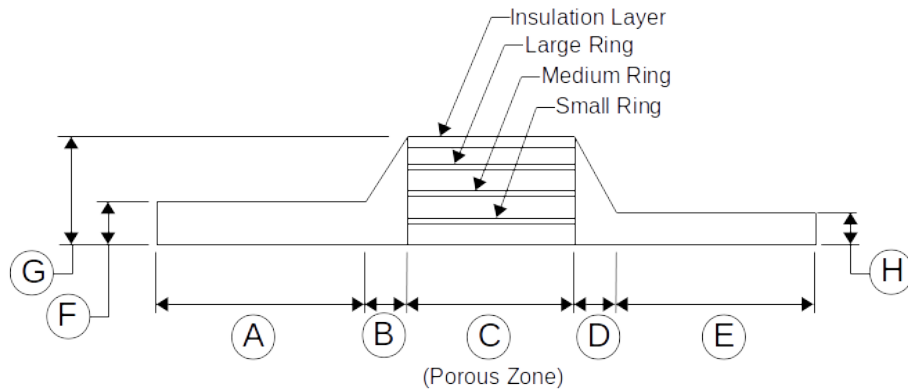 Insulation Layer
Large Ring
Medium Ring
Small Ring
G
F
H
A
B
C
D
E
(Porous Zone)